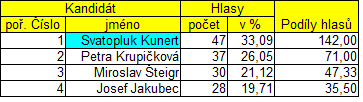 Kandidát Hlasy
poř. Číslo jméno počet v % Podíly hlasů
1 Svatopluk Kunert 47 33,09 142,00
2 Petra Krupičková 37 26,05 71,00
3 Miroslav Šteigr 30 21,12 47,33
4 Josef Jakubec 28 19,71 35,50